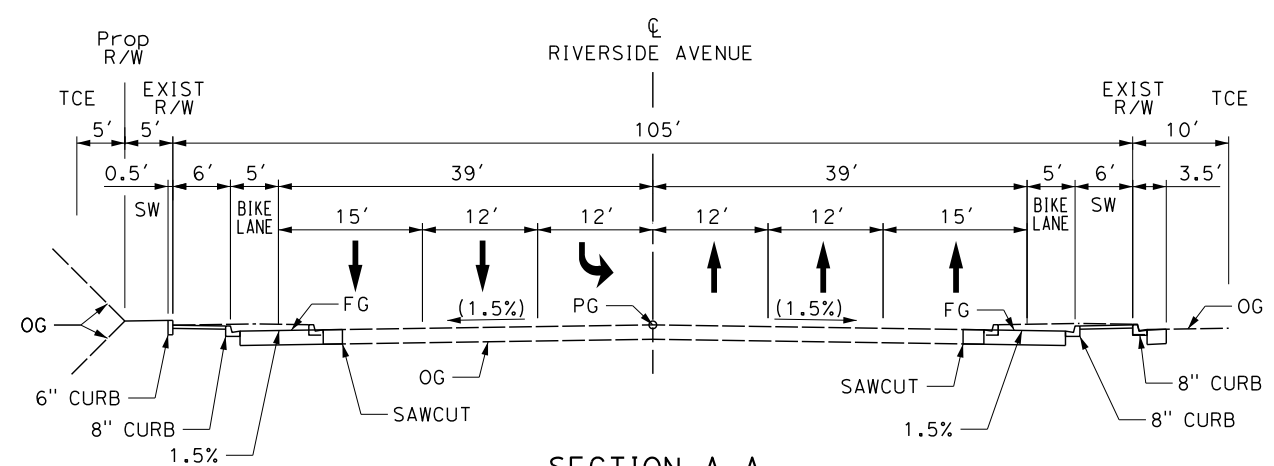 ℄
RIVERSIDE AVENUE
Prop
R/W
TCE
EXIST
R/W
EXIST
R/W
TCE
5'
5'
105'
10'
0.5'
6'
5'
39'
39'
5'
6'
3.5'
SW
BIKE
LANE
BIKE
LANE
SW
15'
12'
12'
12'
12'
15'
FG
(1.5%)
PG
(1.5%)
FG
OG
OG
OG
SAWCUT
SAWCUT
6" CURB
8" CURB
1.5%
8" CURB
8" CURB
1.5%
SECTION A-A